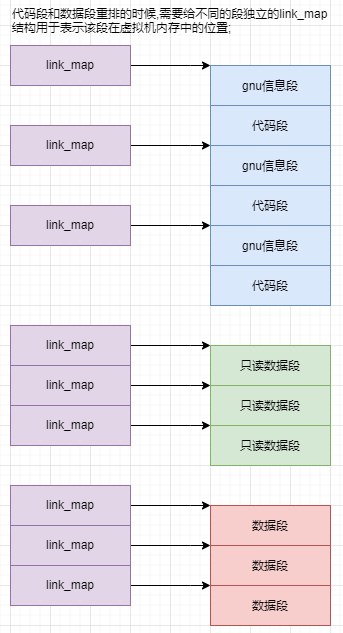 代码段和数据段重排的时候,需要给不同的段独立的link_map
结构用于表示该段在虚拟机内存中的位置;
link_map
gnu信息段
代码段
link_map
gnu信息段
代码段
link_map
gnu信息段
代码段
link_map
只读数据段
link_map
只读数据段
link_map
只读数据段
link_map
数据段
link_map
数据段
link_map
数据段